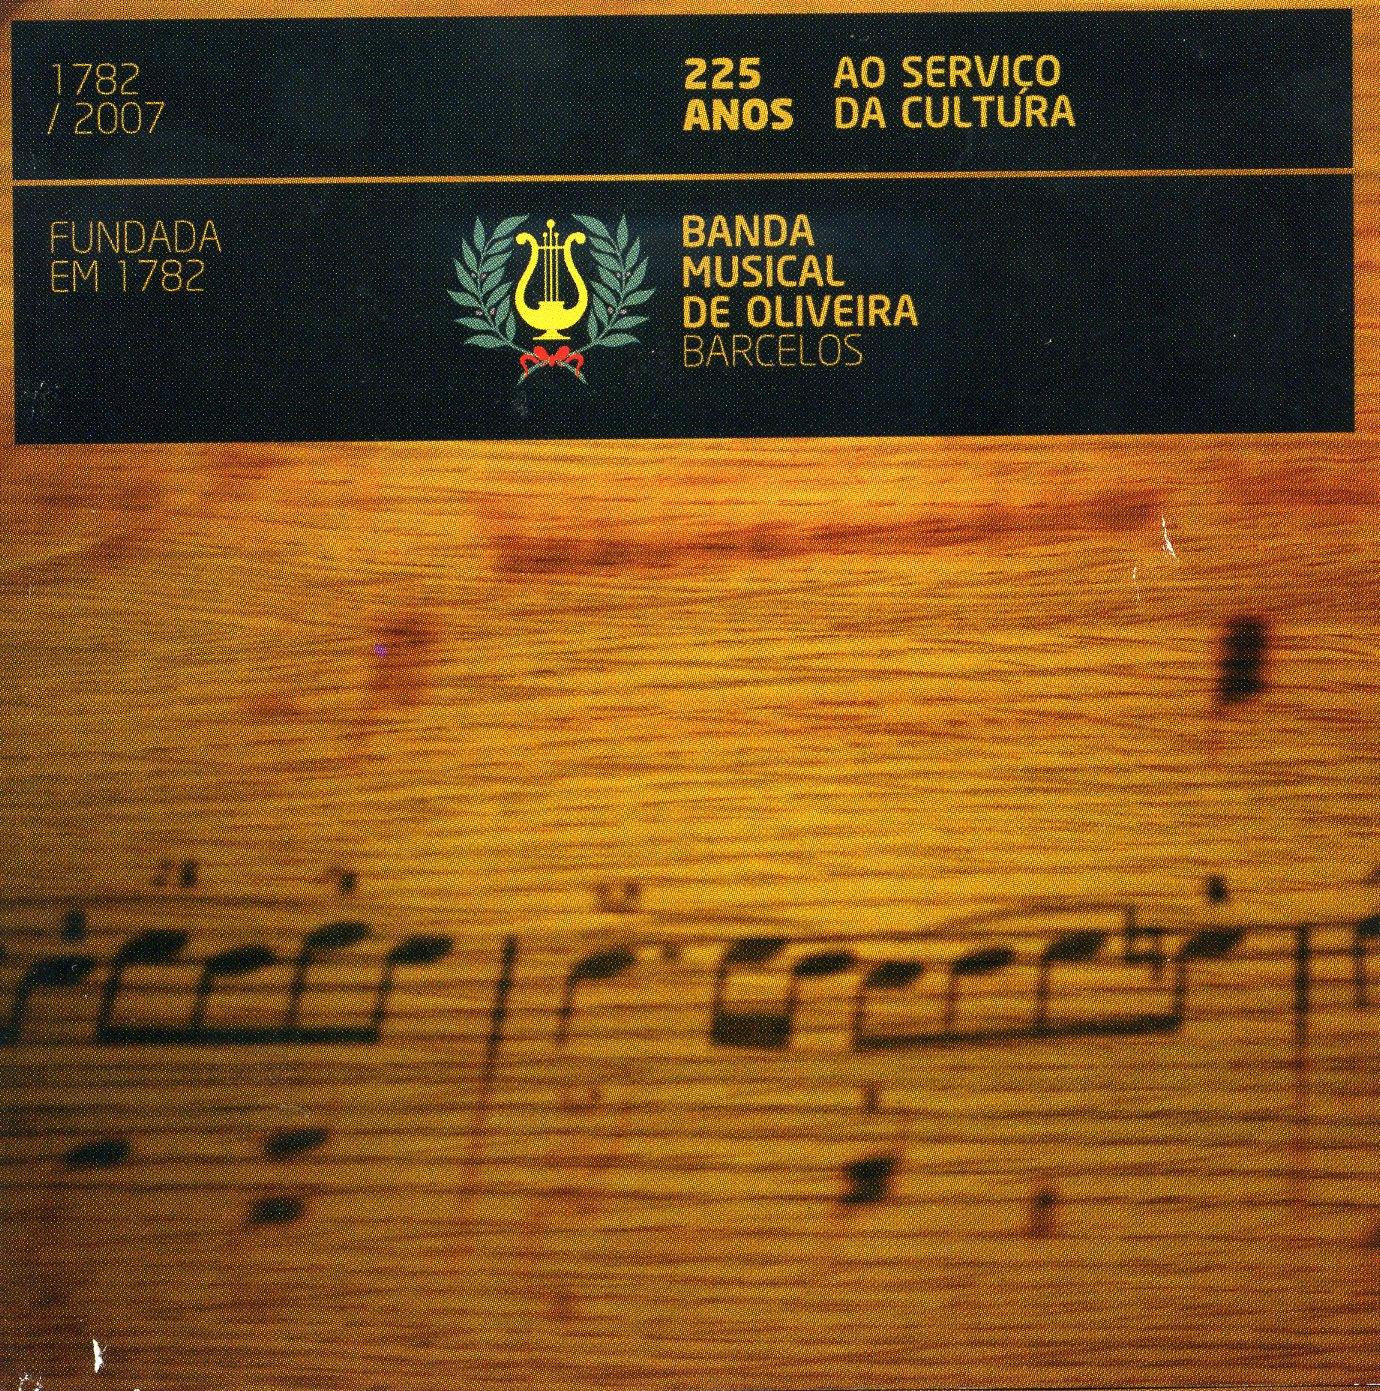 1782
/ 2007
225
ANOS
AO SERVIÇO
DA CULTURA
FUNDADA
EM 1782
BANDA
MUSICAL
DE OLIVEIRA
BARCELOS